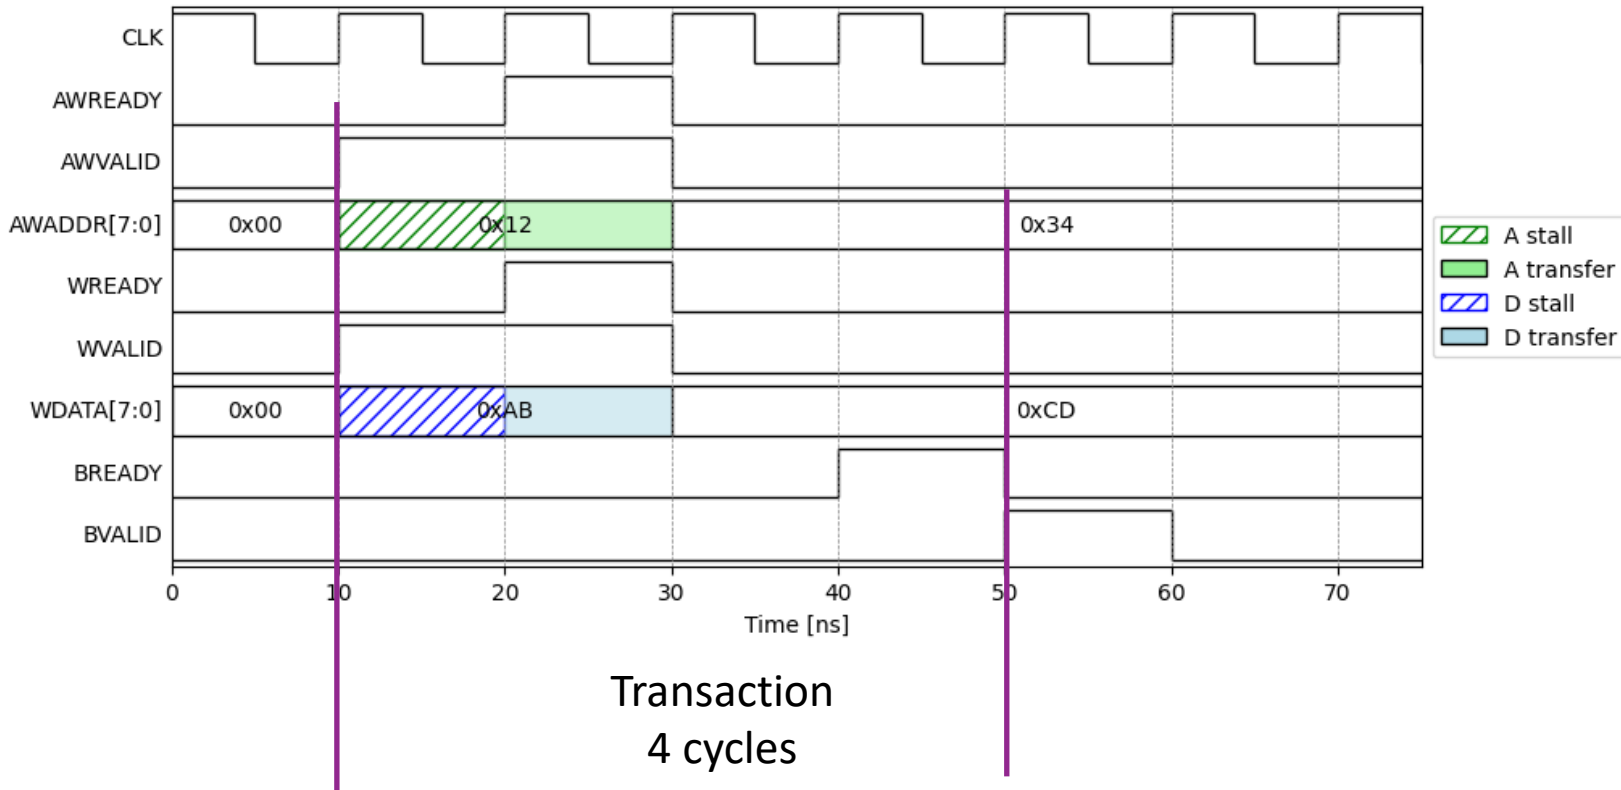 CLK
AWREADY
AWVALID
AWADDR[7:0] 0x00 0x12 0x34
WREADY
WVALID
WDATA[7:0] 0x00 0xAB 0xCD
BREADY
BVALID
A stall
A transfer
D stall
D transfer
0 10 20 30 40 50 60 70
Time [ns]
Transaction
4 cycles